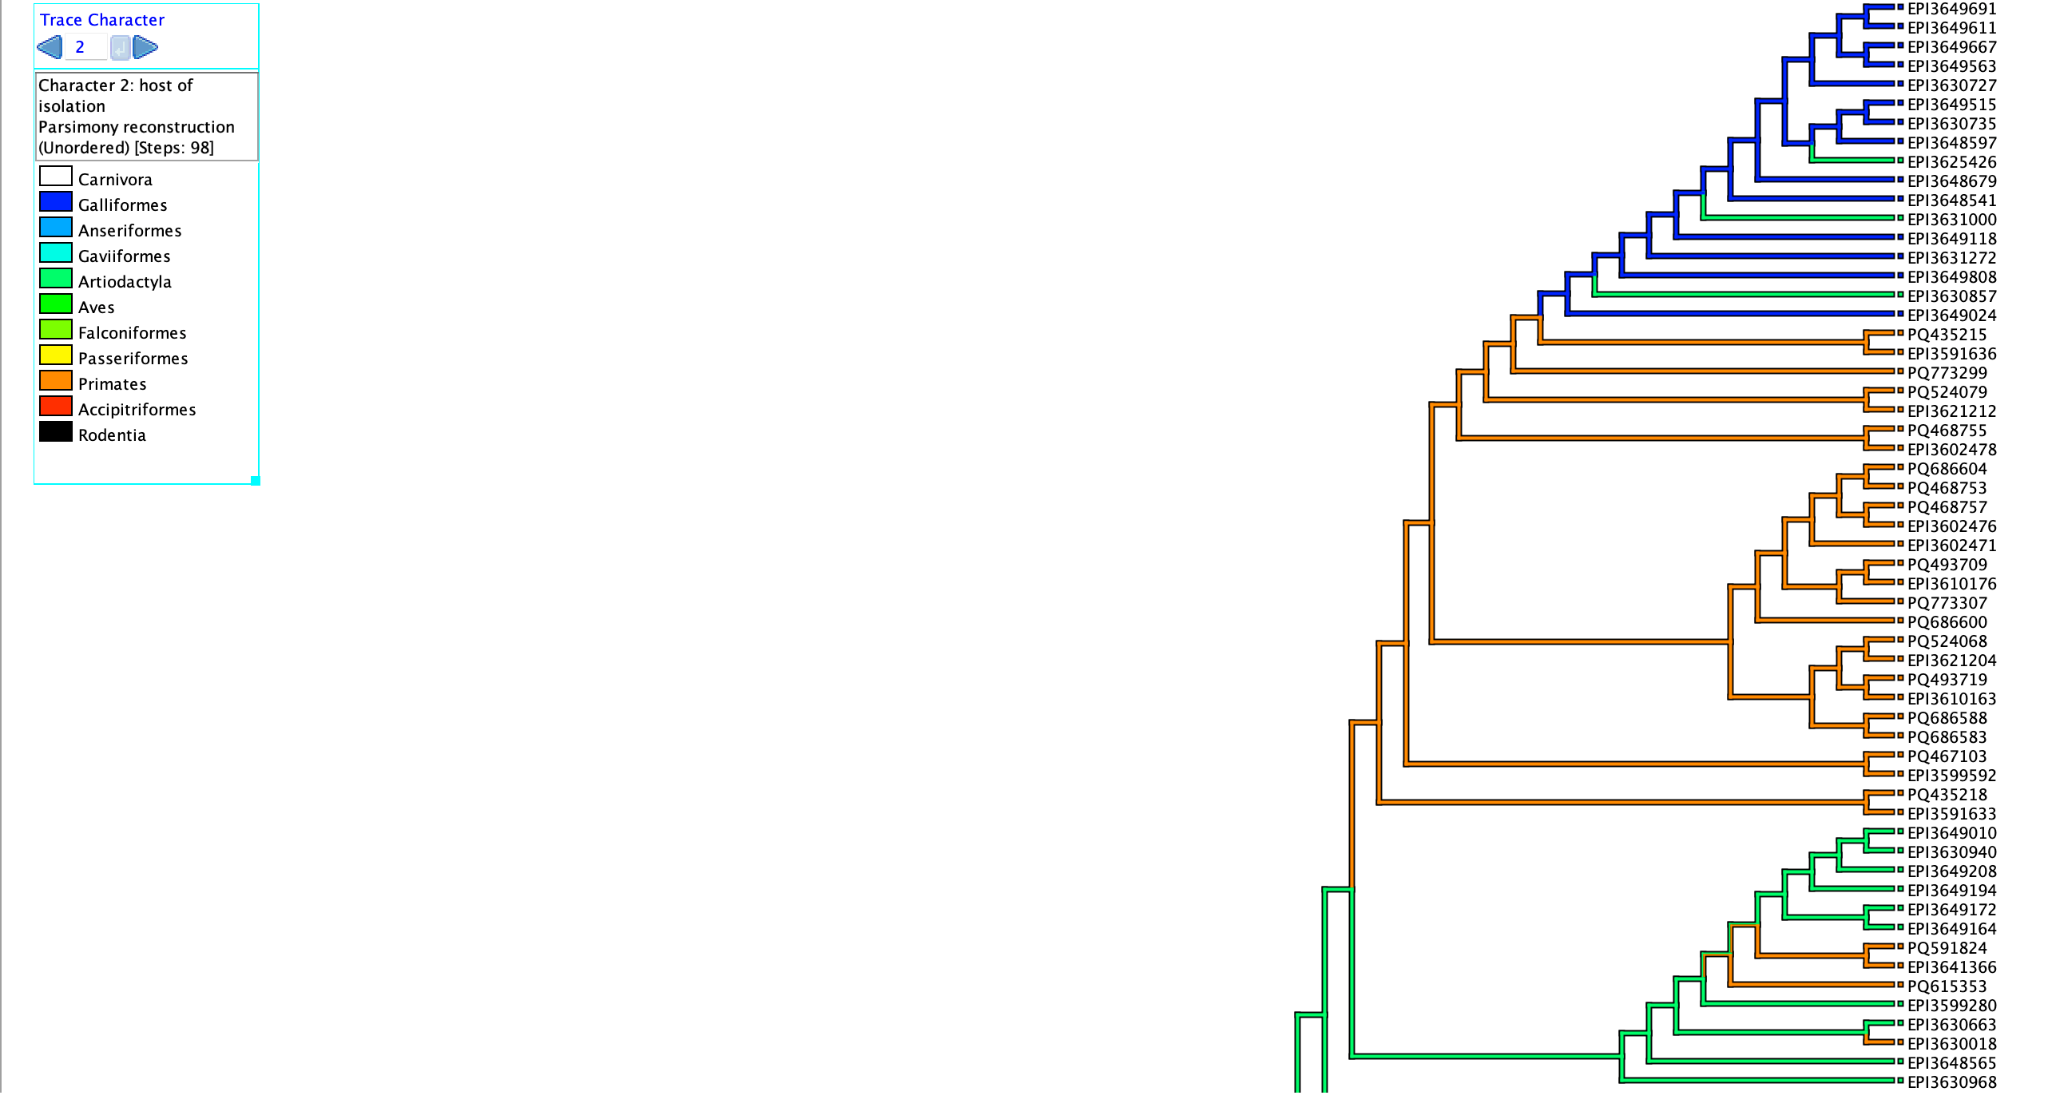 Trace Character
2
Character 2: host of
isolation
Parsimony reconstruction
(Unordered) [Steps: 98]
Carnivora
Galliformes
Anseriformes
Gaviiformes
Artiodactyla
Aves
Falconiformes
Passeriformes
Primates
Accipitriformes
Rodentia
EPI3649691
EPI3649611
EPI3649667
EPI3649563
EPI3630727
EPI3649515
EPI3630735
EPI3648597
EPI3625426
EPI3648679
EPI3648541
EPI3631000
EPI3649118
EPI3631272
EPI3649808
EPI3630857
EPI3649024
PQ435215
EPI3591636
PQ773299
PQ524079
EPI3621212
PQ468755
EPI3602478
PQ686604
PQ468753
PQ468757
EPI3602476
EPI3602471
PQ493709
EPI3610176
PQ773307
PQ686600
PQ524068
EPI3621204
PQ493719
EPI3610163
PQ686588
PQ686583
PQ467103
EPI3599592
PQ435218
EPI3591633
EPI3649010
EPI3630940
EPI3649208
EPI3649194
EPI3649172
EPI3649164
PQ591824
EPI3641366
PQ615353
EPI3599280
EPI3630663
EPI3630018
EPI3648565
EPI3630968